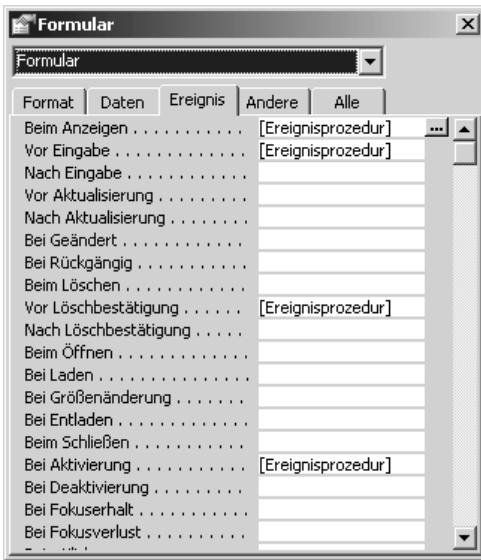 Formular
Formular
Format Daten Ereignis Andere Alle
Beim Anzeigen . . . . . . . . . . . [Ereignisprozedur] ...
Vor Eingabe . . . . . . . . . . . . . [Ereignisprozedur]
Nach Eingabe . . . . . . . . . . . .
Vor Aktualisierung . . . . . . . . .
Nach Aktualisierung . . . . . . . .
Bei Geändert . . . . . . . . . . . .
Bei Rückgängig . . . . . . . . . . .
Beim Löschen . . . . . . . . . . . .
Vor Löschbestätigung . . . . . . [Ereignisprozedur]
Nach Löschbestätigung . . . . .
Beim Öffnen . . . . . . . . . . . . .
Bei Laden . . . . . . . . . . . . . . .
Bei Größenänderung . . . . . . .
Bei Entladen . . . . . . . . . . . . .
Beim Schließen . . . . . . . . . . .
Bei Aktivierung . . . . . . . . . . . [Ereignisprozedur]
Bei Deaktivierung . . . . . . . . .
Bei Fokuserhalt . . . . . . . . . . .
Bei Fokusverlust . . . . . . . . . .